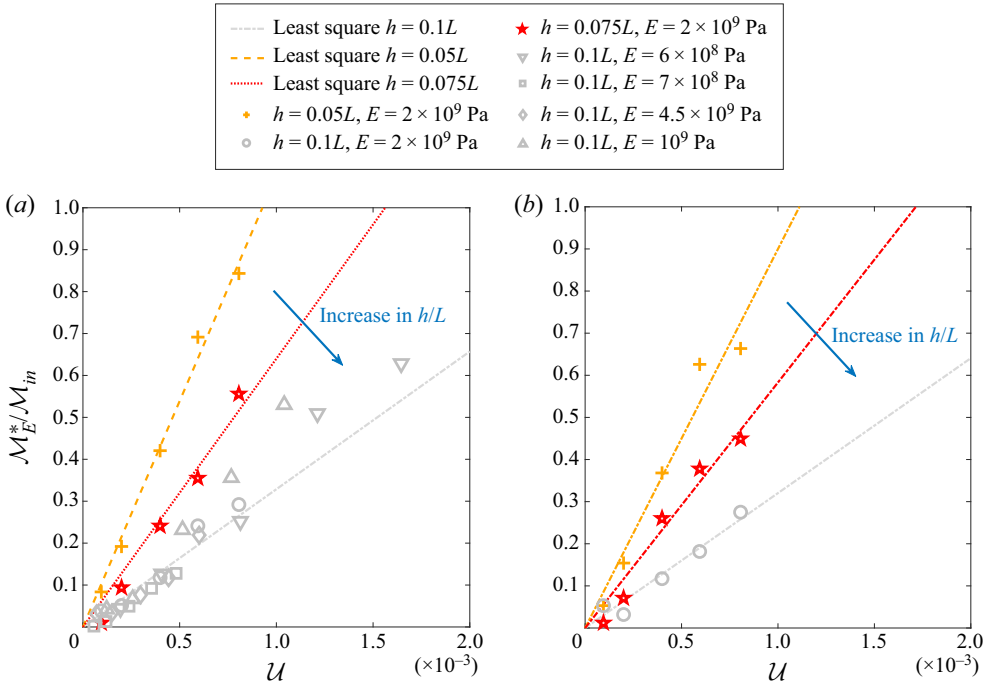 Least square h = 0.1L
Least square h = 0.05L
Least square h = 0.075L
h = 0.05L, E = 2 × 10⁹ Pa
h = 0.1L, E = 2 × 10⁹ Pa
h = 0.075L, E = 2 × 10⁹ Pa
h = 0.1L, E = 6 × 10⁸ Pa
h = 0.1L, E = 7 × 10⁸ Pa
h = 0.1L, E = 4.5 × 10⁹ Pa
h = 0.1L, E = 10⁹ Pa
(a)
1.0
0.9
0.8
0.7
0.6
0.5
0.4
0.3
0.2
0.1
ℳ*_E/ℳ_in
Increase in h/L
0 0.5 1.0 1.5 2.0
𝒰 (×10⁻³)
(b)
1.0
0.9
0.8
0.7
0.6
0.5
0.4
0.3
0.2
0.1
Increase in h/L
0 0.5 1.0 1.5 2.0
𝒰 (×10⁻³)